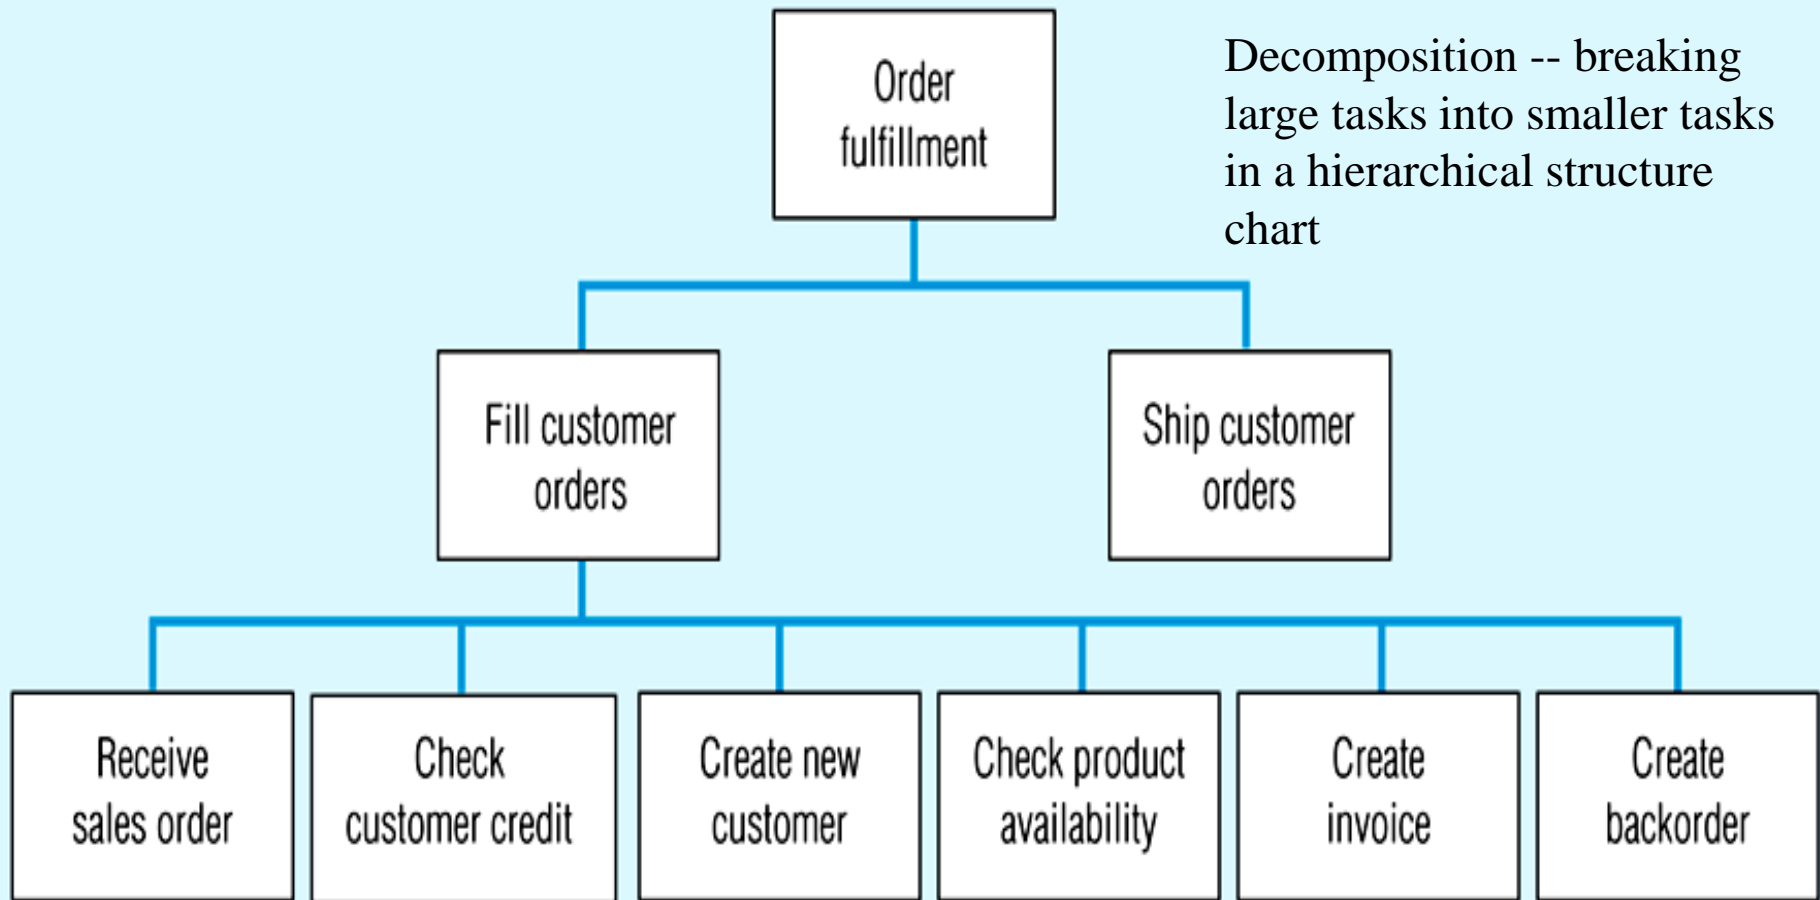 Order
fulfillment
Decomposition -- breaking
large tasks into smaller tasks
in a hierarchical structure
chart
Fill customer
orders
Ship customer
orders
Receive
sales order
Check
customer credit
Create new
customer
Check product
availability
Create
invoice
Create
backorder